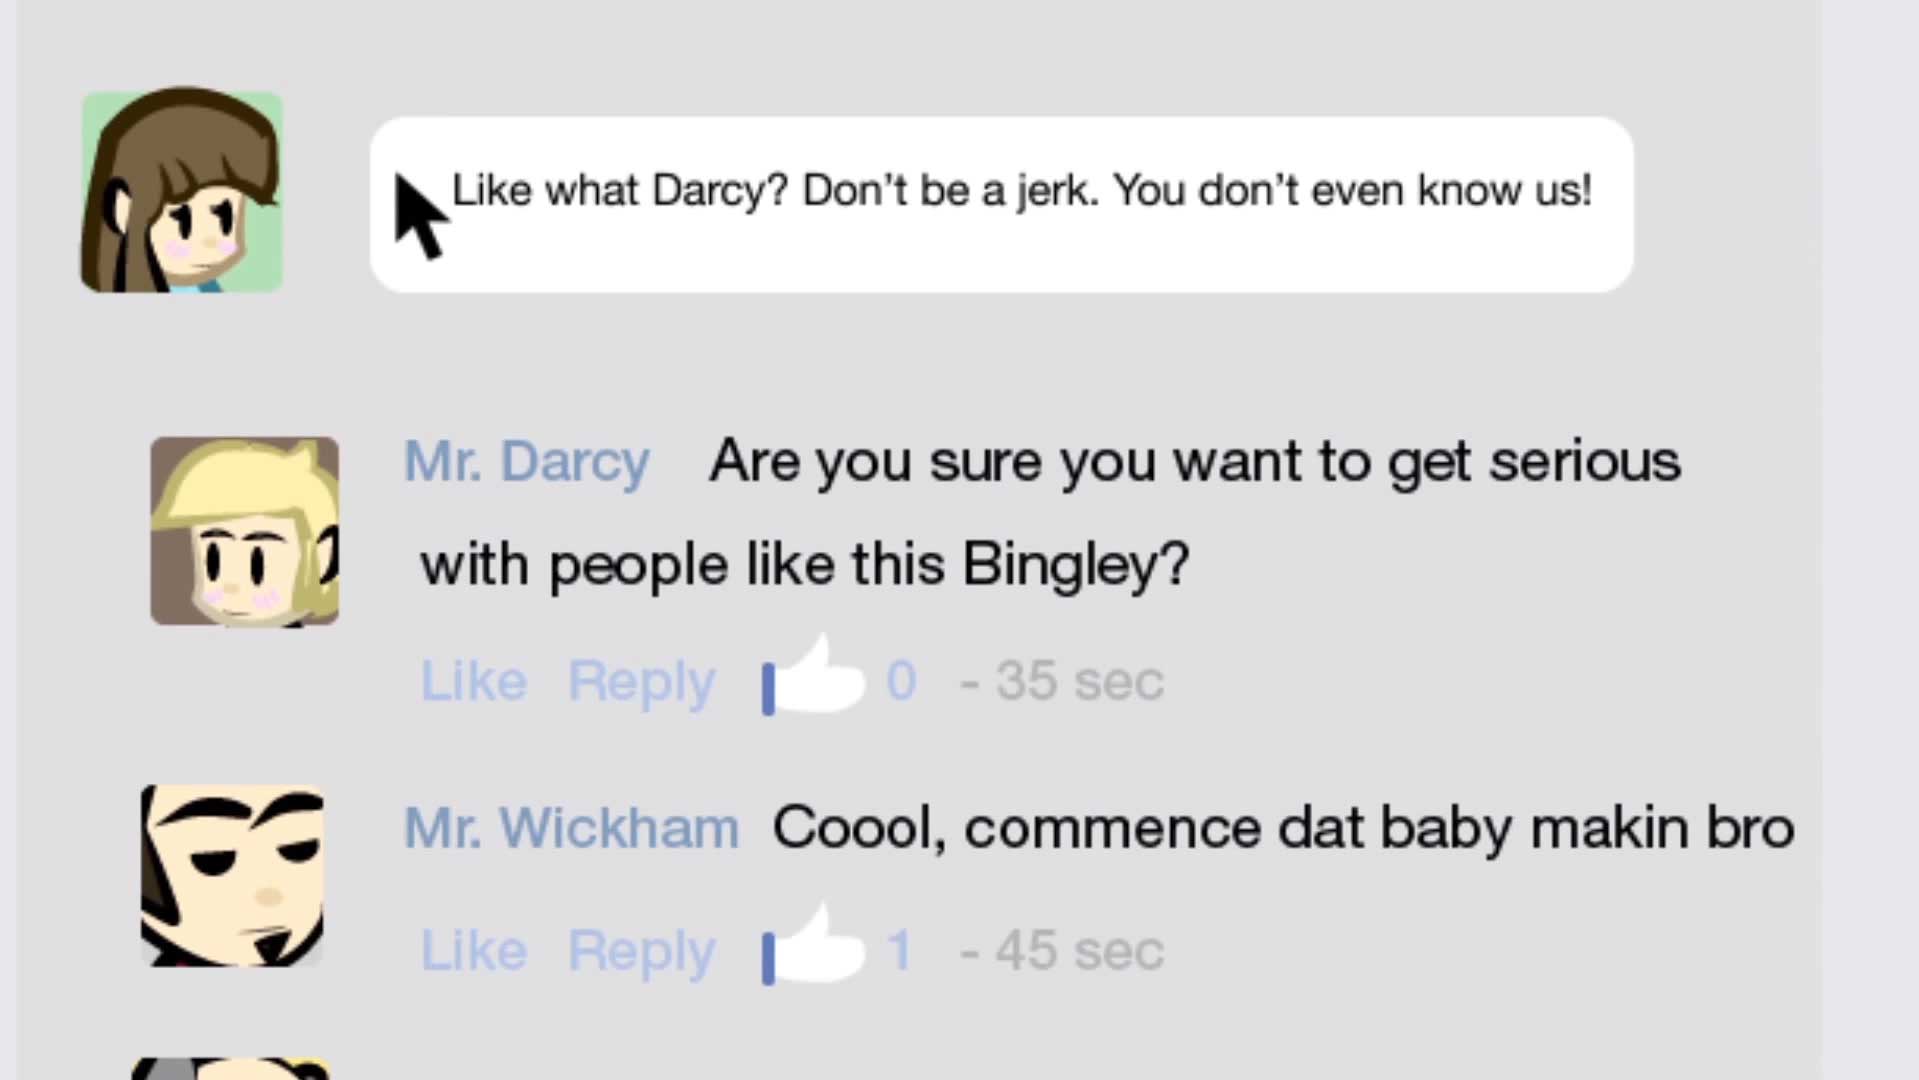 Like what Darcy? Don't be a jerk. You don't even know us!
Mr. Darcy Are you sure you want to get serious
with people like this Bingley?
Like Reply 0 - 35 sec
Mr. Wickham Coool, commence dat baby makin bro
Like Reply 1 - 45 sec